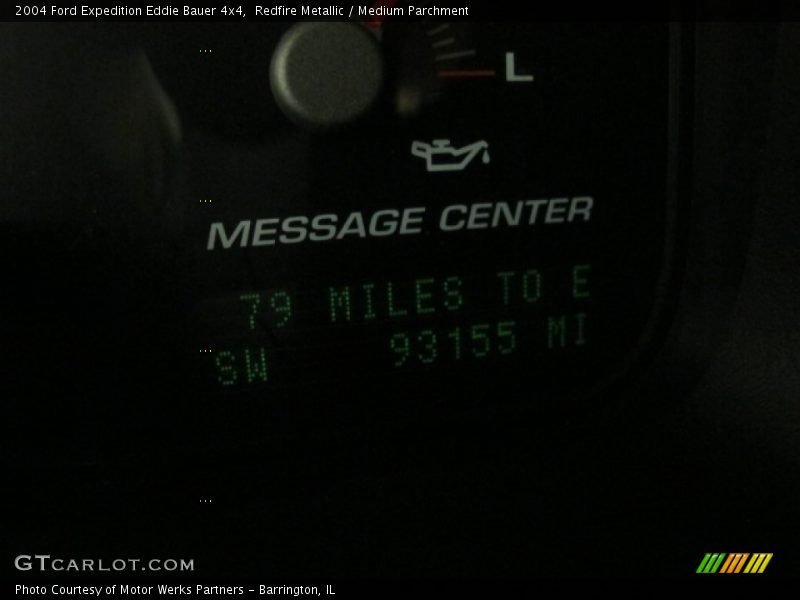 2004 Ford Expedition Eddie Bauer 4x4, Redfire Metallic / Medium Parchment
L
MESSAGE CENTER
79 MILES TO E
SW 93155 MI
GTCARLOT.COM
Photo Courtesy of Motor Werks Partners - Barrington, IL